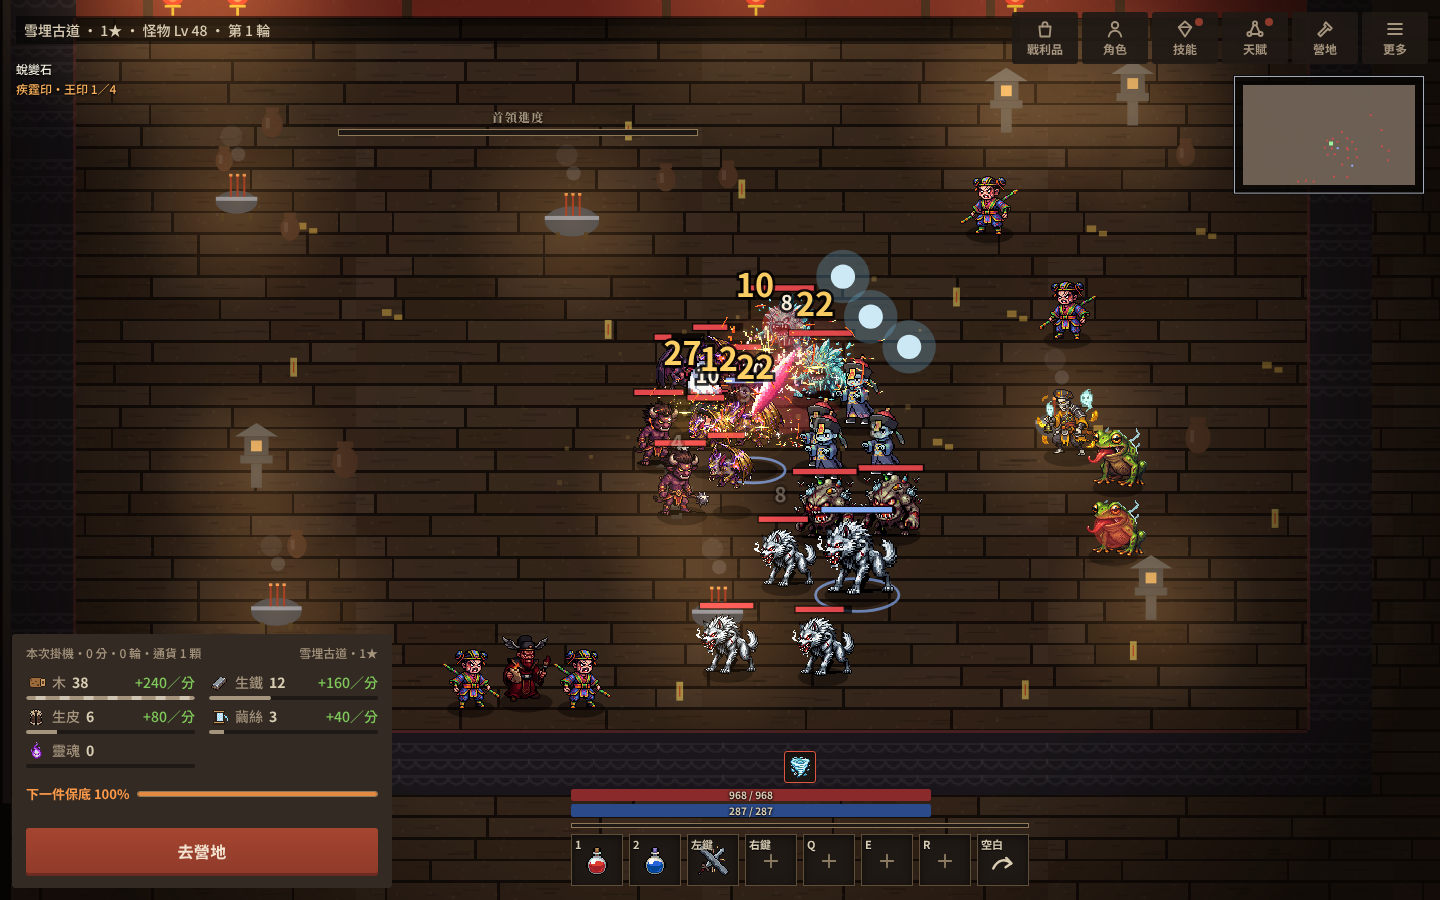 雪埋古道 · 1★ · 怪物 Lv 48 · 第 1 輪
戰利品
角色
技能
天賦
營地
更多
蛻變石
疾霆印·王印 1／4
首領進度
10
8
22
27
12
22
10
4
8
本次掛機·0 分·0 輪·通貨 1 顆
雪埋古道·1★
木 38 +240／分
生鐵 12 +160／分
生皮 6 +80／分
繭絲 3 +40／分
靈魂 0
下一件保底 100%
去營地
968 / 968
287 / 287
1
2
左鍵
右鍵
Q
E
R
空白